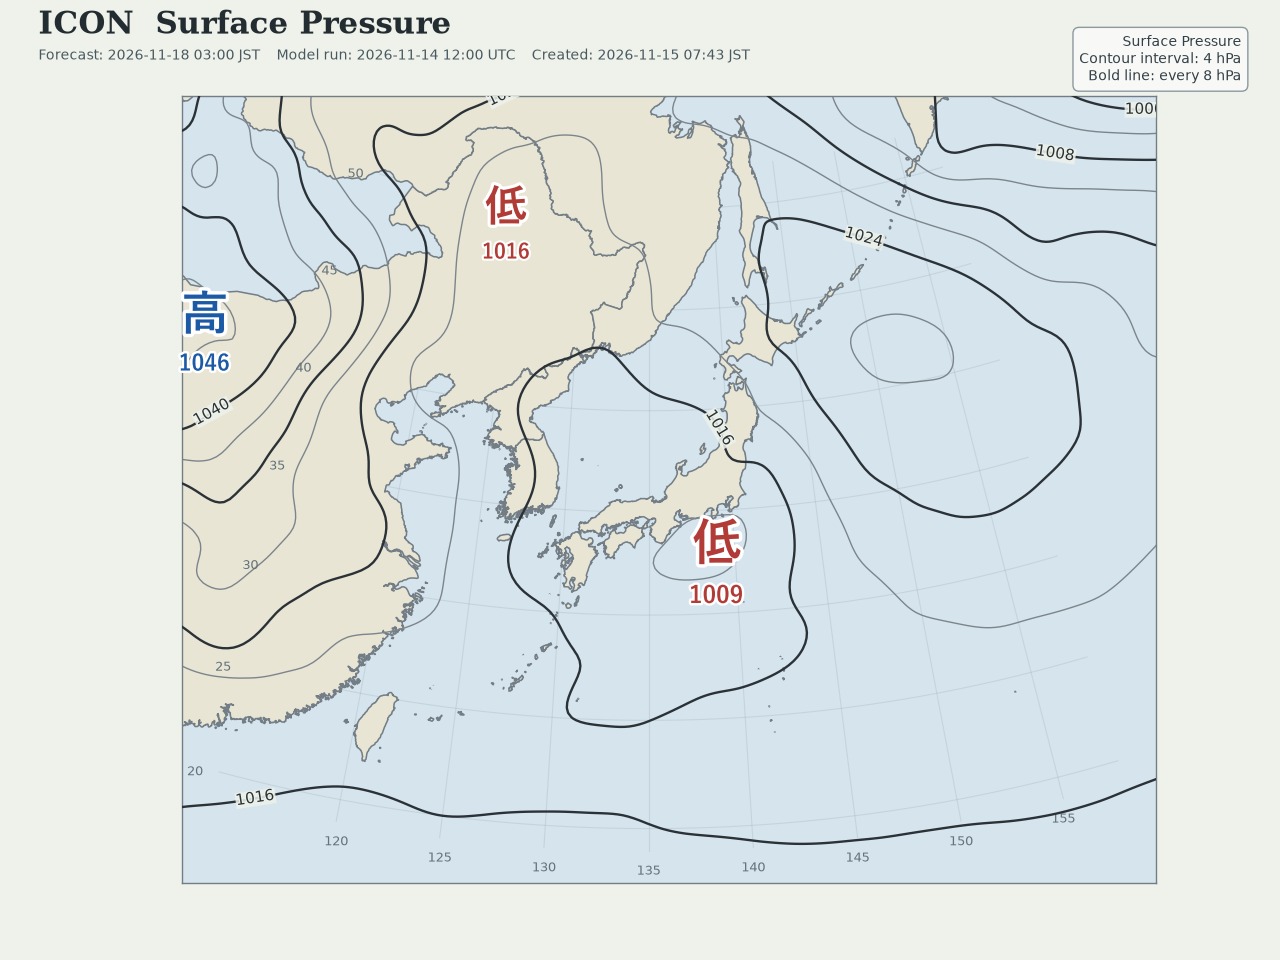 ICON  Surface Pressure
Forecast: 2026-11-18 03:00 JST    Model run: 2026-11-14 12:00 UTC    Created: 2026-11-15 07:43 JST
Surface Pressure
Contour interval: 4 hPa
Bold line: every 8 hPa
1008
50
低
1016
1024
45
高
1046
40
1040
1016
35
低
1009
30
25
20
1016
120
125
130
135
140
145
150
155